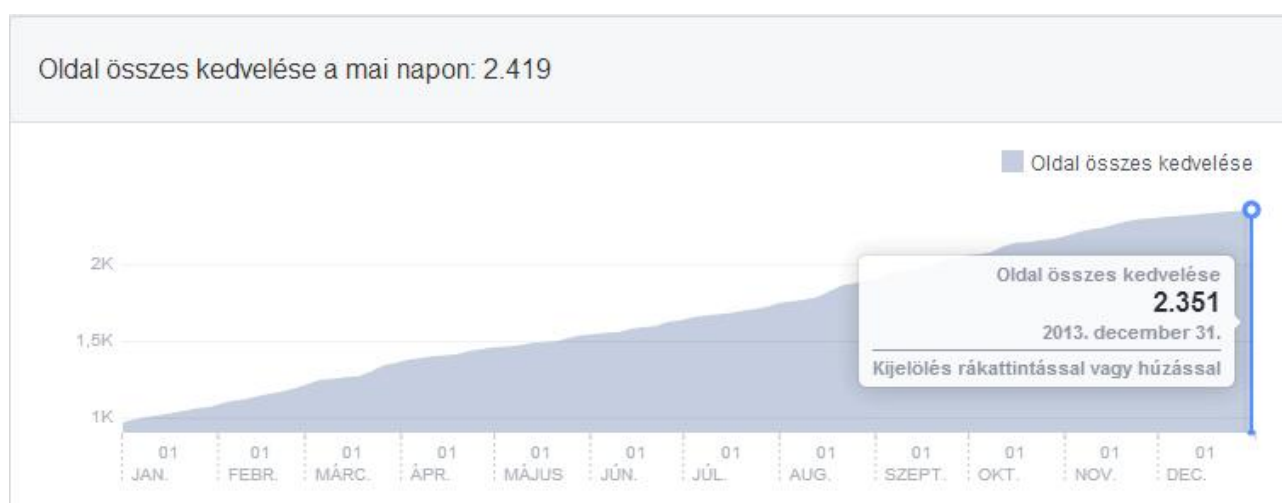 Oldal összes kedvelése a mai napon: 2.419
Oldal összes kedvelése
2K
Oldal összes kedvelése
2.351
2013. december 31.
Kijelölés rákattintással vagy húzással
1,5K
1K
01 01 01 01 01 01 01 01 01 01 01 01
JAN. FEBR. MÁRC. ÁPR. MÁJUS JÚN. JÚL. AUG. SZEPT. OKT. NOV. DEC.